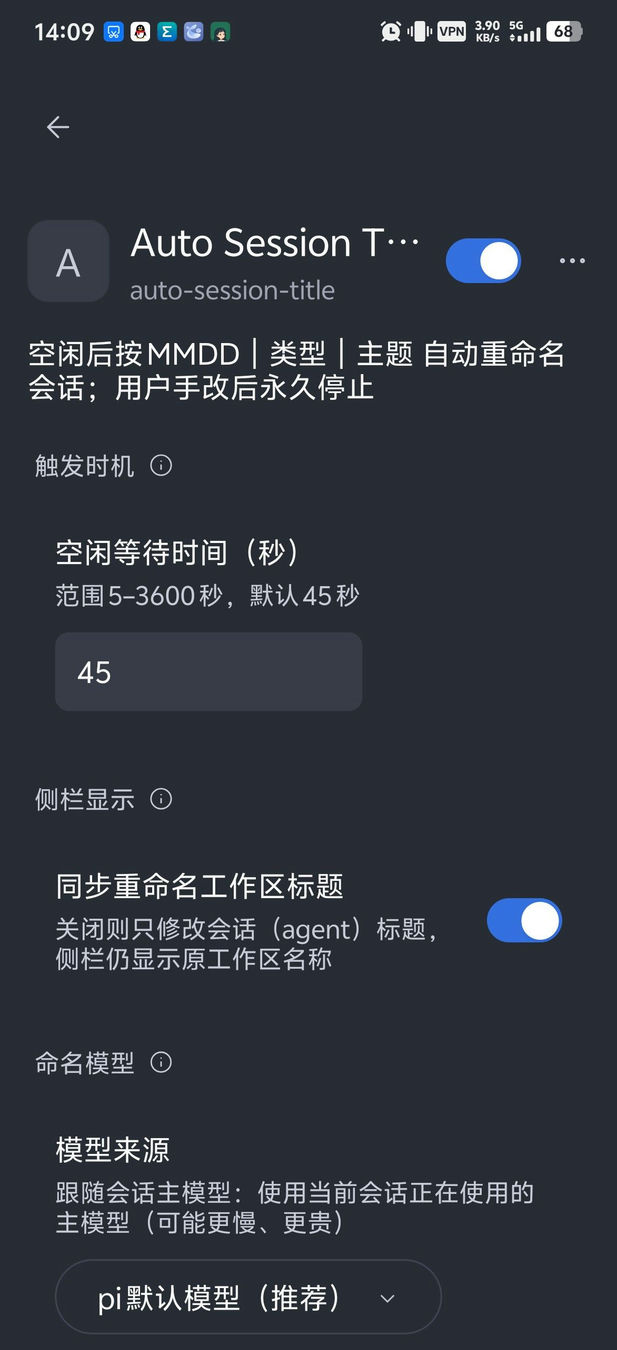 14:09
VPN
3.90
KB/s
5G
68
A
Auto Session T···
auto-session-title
空闲后按MMDD｜类型｜主题 自动重命名
会话；用户手改后永久停止
触发时机
空闲等待时间（秒）
范围5–3600秒，默认45秒
45
侧栏显示
同步重命名工作区标题
关闭则只修改会话（agent）标题，
侧栏仍显示原工作区名称
命名模型
模型来源
跟随会话主模型：使用当前会话正在使用的
主模型（可能更慢、更贵）
pi默认模型（推荐）